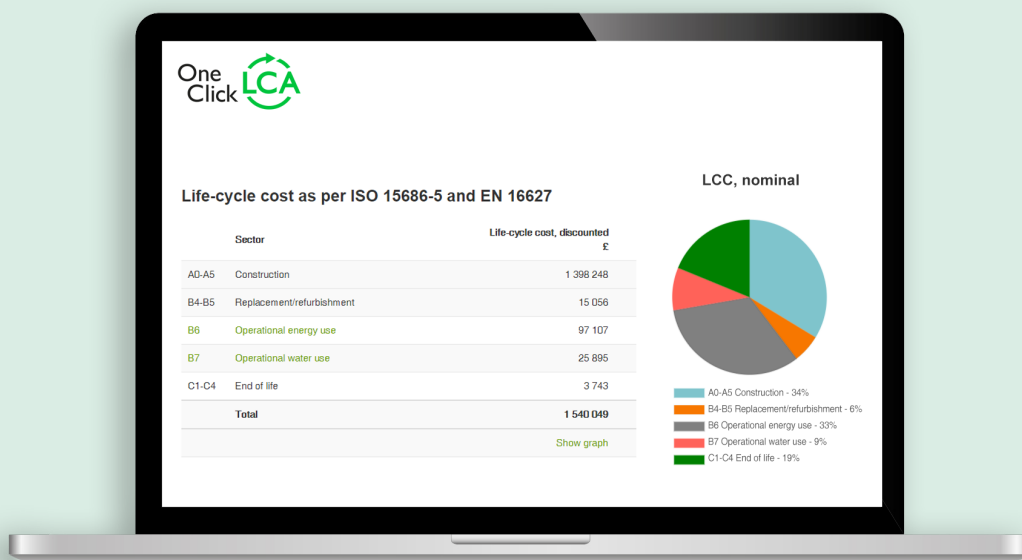 One
Click LCA
Life-cycle cost as per ISO 15686-5 and EN 16627
Sector Life-cycle cost, discounted
£
A0-A5 Construction 1 398 248
B4-B5 Replacement/refurbishment 15 056
B6 Operational energy use 97 107
B7 Operational water use 25 895
C1-C4 End of life 3 743
Total 1 540 049
Show graph
LCC, nominal
A0-A5 Construction - 34%
B4-B5 Replacement/refurbishment - 6%
B6 Operational energy use - 33%
B7 Operational water use - 9%
C1-C4 End of life - 19%